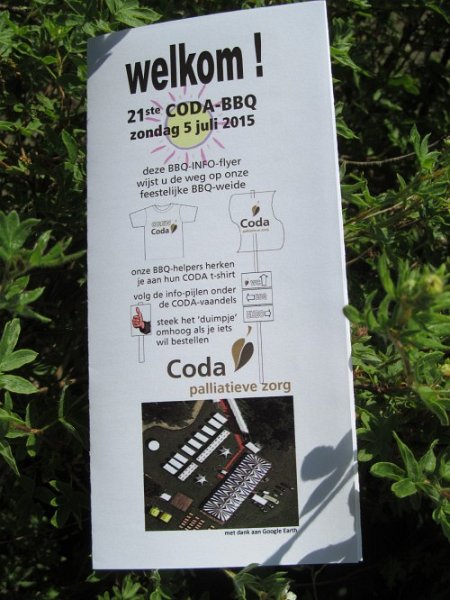 welkom !
21ste CODA-BBQ
zondag 5 juli 2015
deze BBQ-INFO-flyer
wijst u de weg op onze
feestelijke BBQ-weide
Coda
Coda
palliatieve zorg
onze BBQ-helpers herken
je aan hun CODA t-shirt
WC
volg de info-pijlen onder
de CODA-vaandels
steek het 'duimpje'
omhoog als je iets
wil bestellen
Coda
palliatieve zorg
met dank aan Google Earth